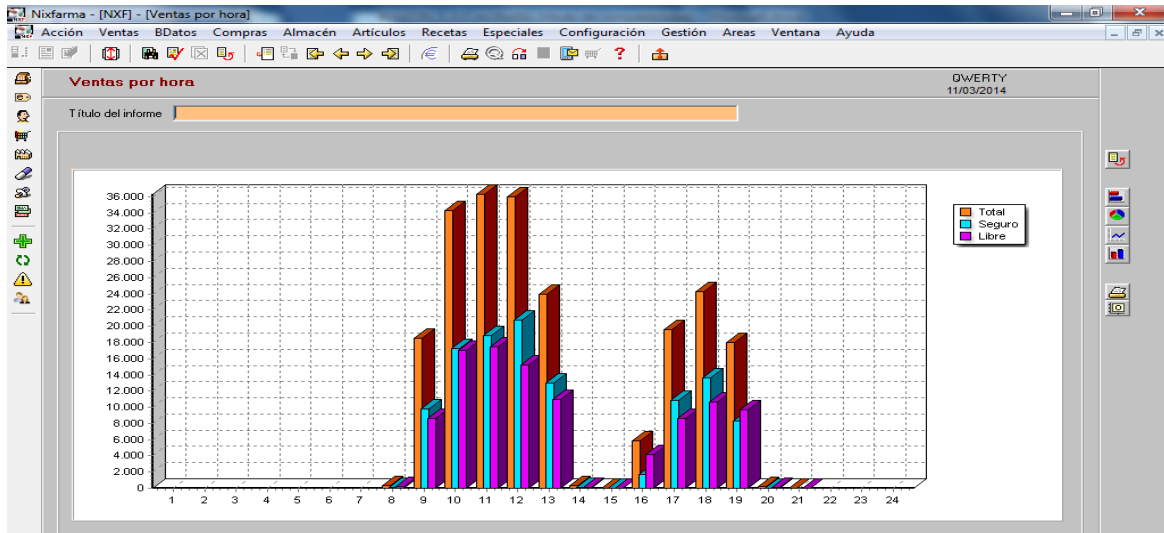 Nixfarma - [NXF] - [Ventas por hora]
Acción Ventas BDatos Compras Almacén Artículos Recetas Especiales Configuración Gestión Areas Ventana Ayuda
Ventas por hora
QWERTY
11/03/2014
Título del informe
36.000
34.000
32.000
30.000
28.000
26.000
24.000
22.000
20.000
18.000
16.000
14.000
12.000
10.000
8.000
6.000
4.000
2.000
0
1 2 3 4 5 6 7 8 9 10 11 12 13 14 15 16 17 18 19 20 21 22 23 24
Total
Seguro
Libre